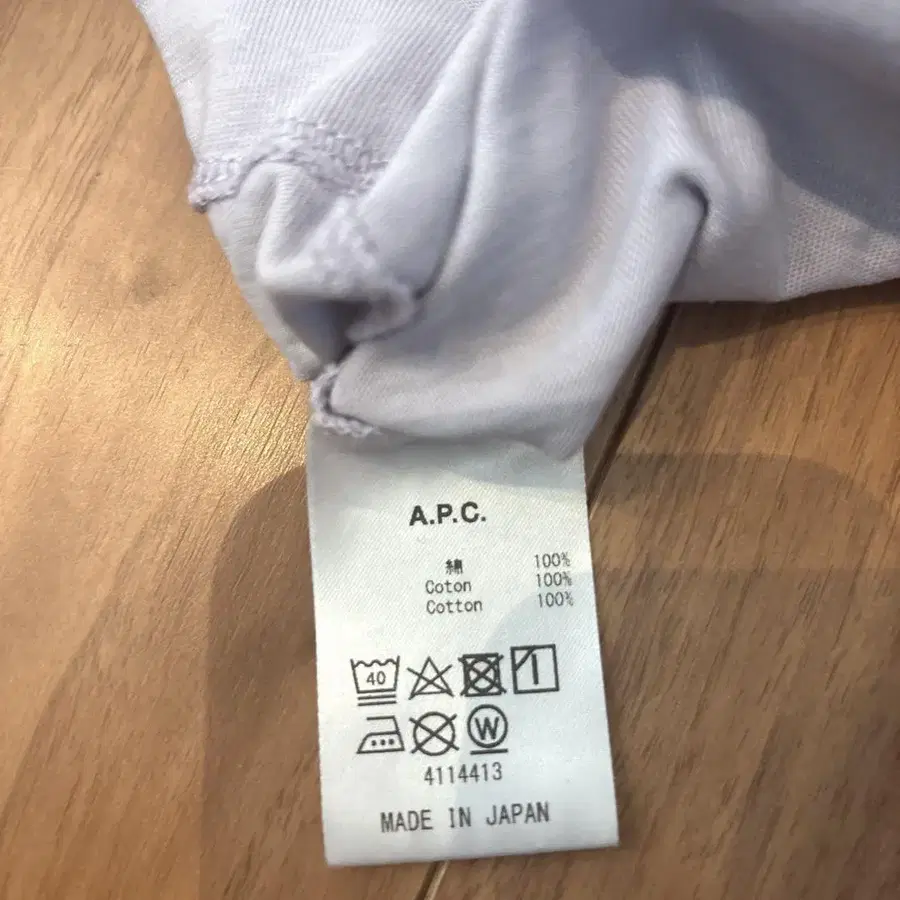 A.P.C.
綿 100%
Coton 100%
Cotton 100%
40
W
4114413
MADE IN JAPAN